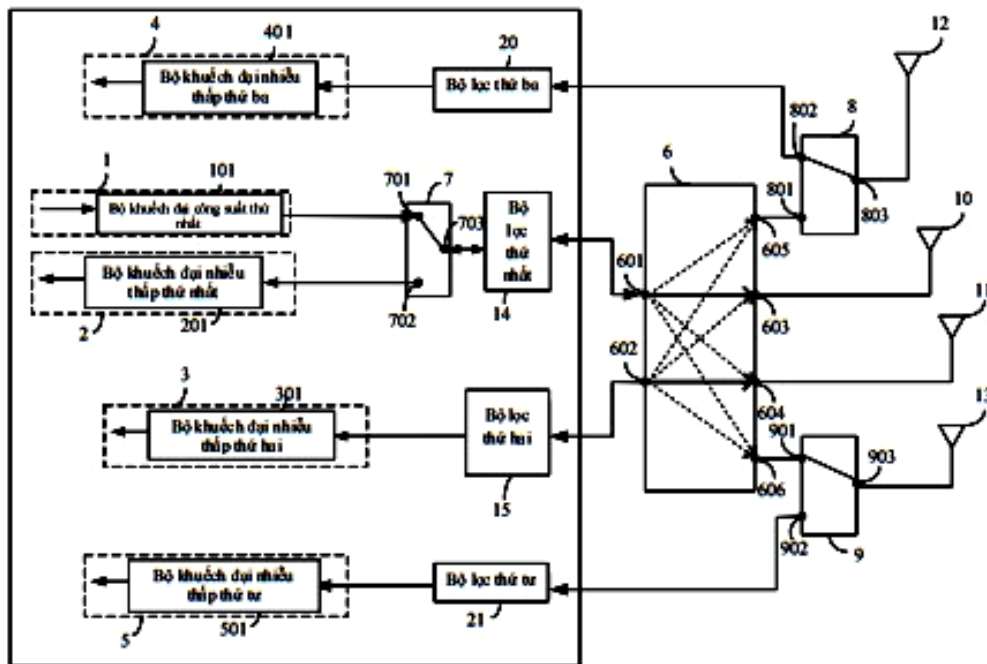 4
401
20
12
Bộ khuếch đại nhiễu
thấp thứ ba
Bộ lọc thứ ba
802
8
1
101
6
801
803
701
7
10
Bộ khuếch đại công suất thứ
nhất
703
Bộ
lọc
thứ
nhất
605
601
Bộ khuếch đại nhiễu
thấp thứ nhất
702
14
603
11
2
201
602
3
301
604
13
Bộ khuếch đại nhiễu
thấp thứ hai
Bộ lọc
thứ hai
901
903
606
15
902
9
Bộ khuếch đại nhiễu
thấp thứ tư
Bộ lọc thứ tư
21
5
501